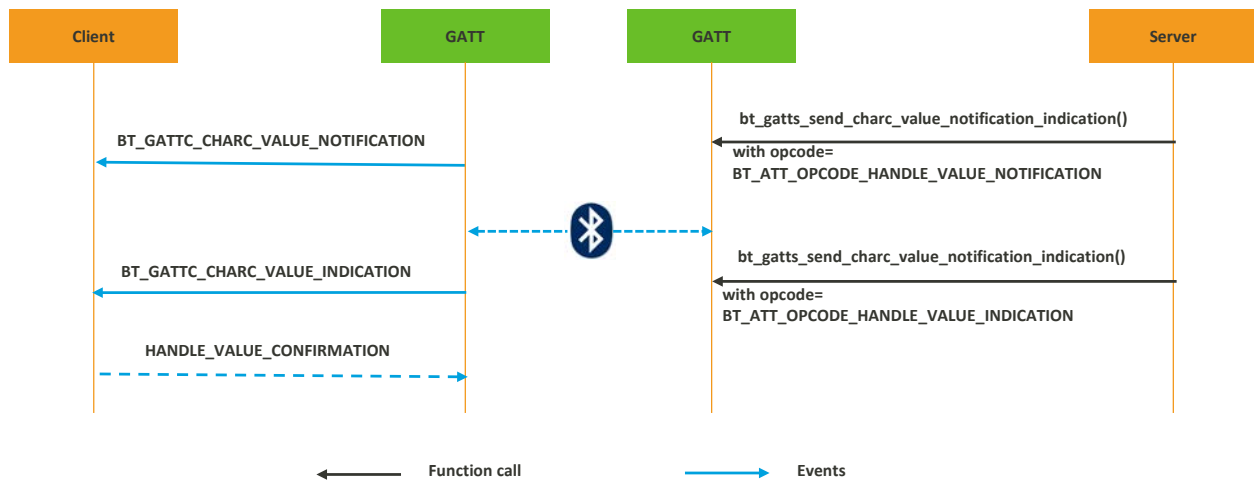 Client
GATT
GATT
Server
bt_gatts_send_charc_value_notification_indication()
BT_GATTC_CHARC_VALUE_NOTIFICATION
with opcode=
BT_ATT_OPCODE_HANDLE_VALUE_NOTIFICATION
bt_gatts_send_charc_value_notification_indication()
BT_GATTC_CHARC_VALUE_INDICATION
with opcode=
BT_ATT_OPCODE_HANDLE_VALUE_INDICATION
HANDLE_VALUE_CONFIRMATION
Function call
Events